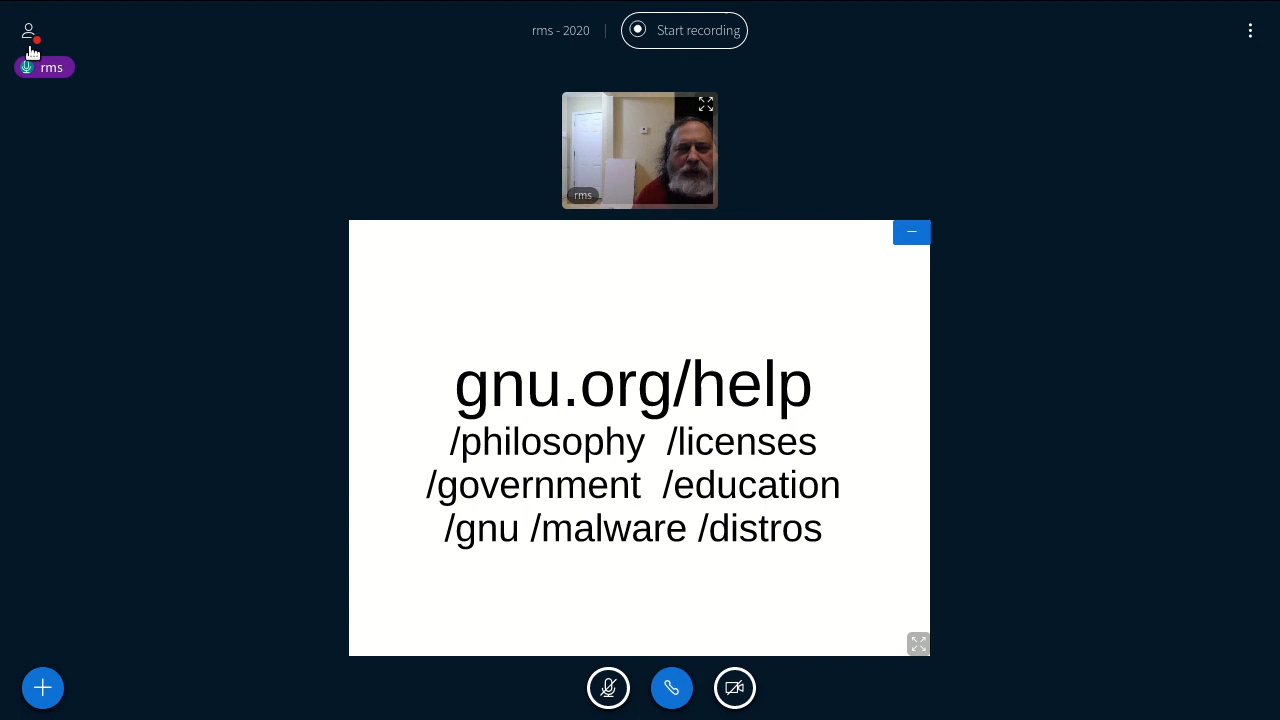 rms - 2020
Start recording
rms
rms
gnu.org/help
/philosophy /licenses
/government /education
/gnu /malware /distros